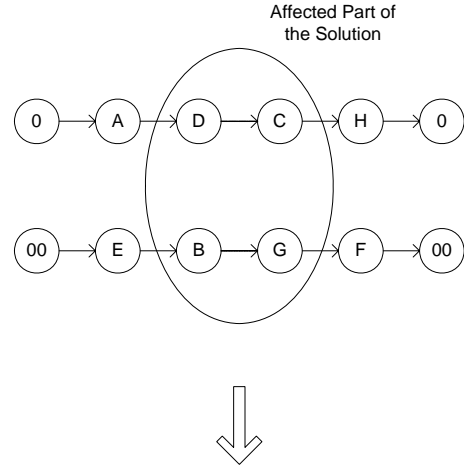 Affected Part of
the Solution
0 A D C H 0
00 E B G F 00